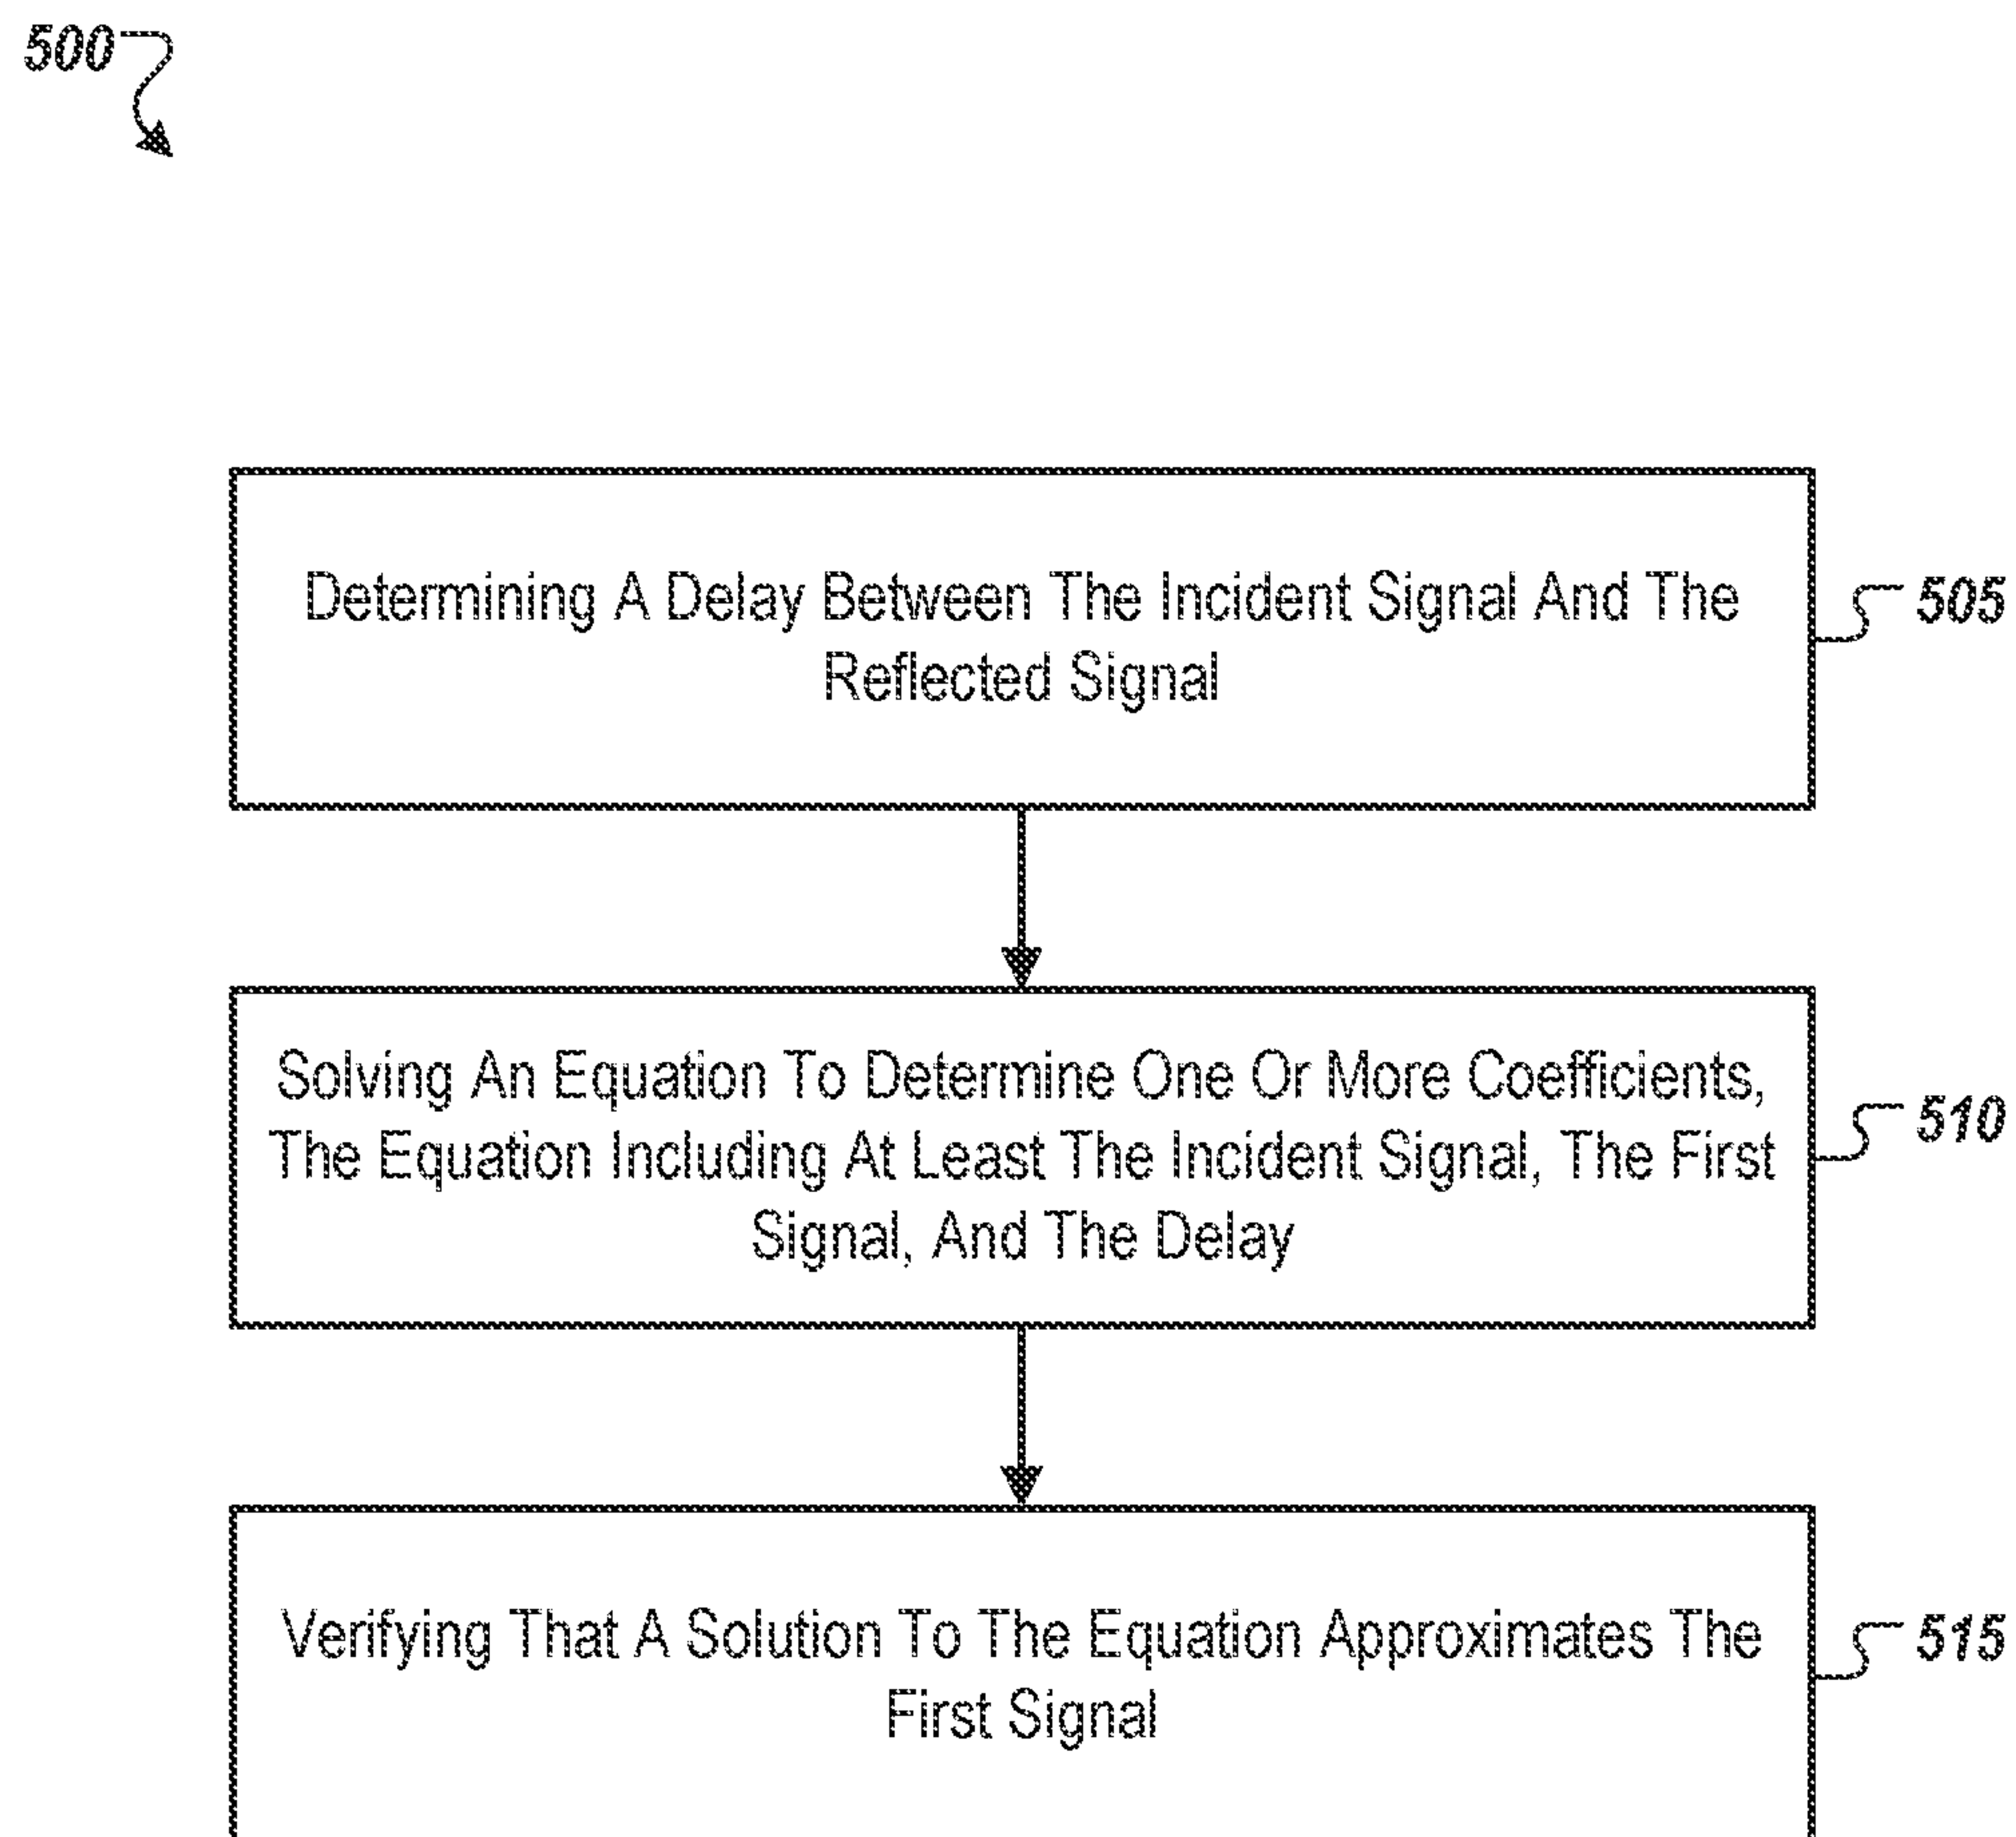 500
Determining A Delay Between The Incident Signal And The
Reflected Signal
505
Solving An Equation To Determine One Or More Coefficients,
The Equation Including At Least The Incident Signal, The First
Signal, And The Delay
510
Verifying That A Solution To The Equation Approximates The
First Signal
515